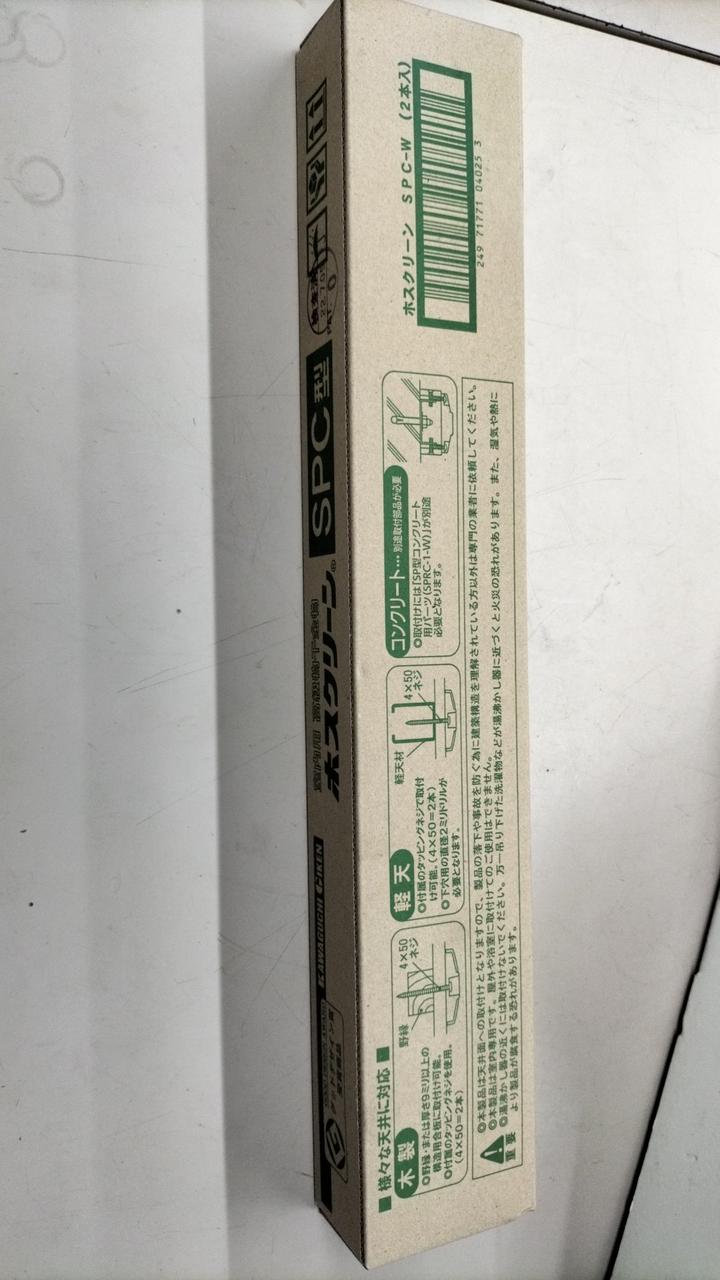 ホスクリーン SPC-W (2本入)
249 71771 04025 3
■様々な天井に対応■
木製
○野縁・または厚さ9ミリ以上の
構造用合板に取付け可能。
○付属のタッピングネジを使用。
(4×50=2本)
野縁
4×50
ネジ
軽天
○付属のタッピングネジで取付
け可能。(4×50=2本)
○下穴用の直径2ミリドリルが
必要となります。
軽天材
4×50
ネジ
コンクリート…別途取付部品が必要
○取付けには「SP型コンクリート
用パーツ(SPRC-1-W)」が別途
必要となります。
重要
○本製品は天井面への取付けとなりますので、製品の落下や事故を防ぐ為に建築構造を理解されている方以外は専門の業者に依頼してください。
○本製品は室内専用です。屋外や浴室に取付けてのご使用はできません。
○湯沸かし器の近くには取付けないでください。万一吊り下げた洗濯物などが湯沸かし器に近づくと火災の恐れがあります。また、湿気や熱に
より製品が腐食する恐れがあります。
KAWAGUCHI GIKEN
ホスクリーン®
SPC型